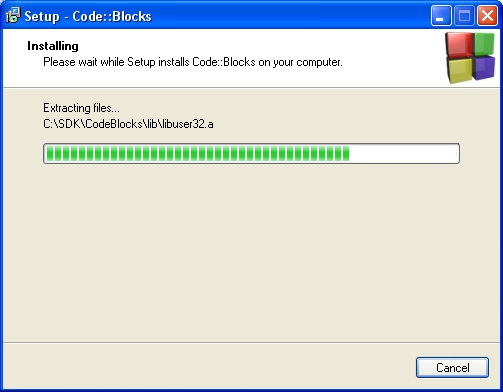 Setup - Code::Blocks
Installing
Please wait while Setup installs Code::Blocks on your computer.
Extracting files...
C:\SDK\CodeBlocks\lib\libuser32.a
Cancel